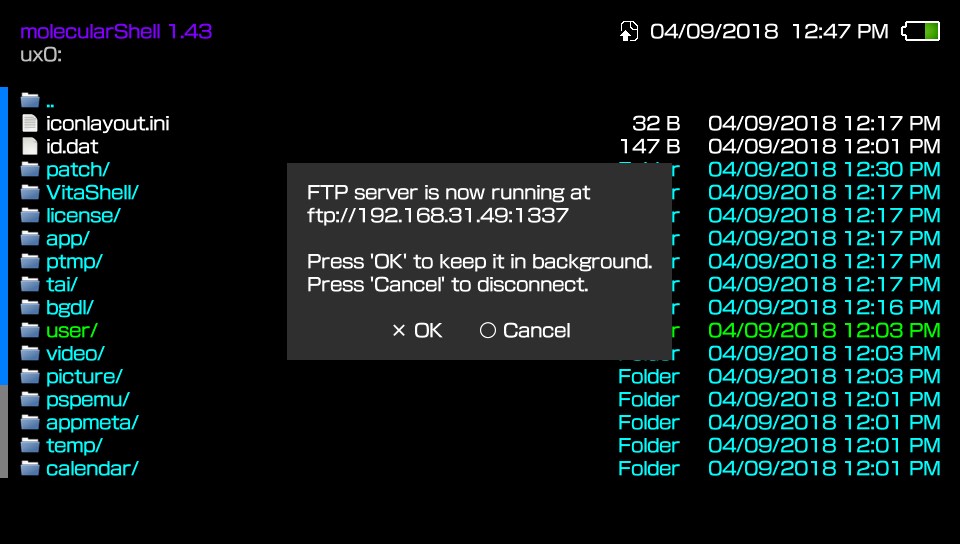 molecularShell 1.43 04/09/2018 12:47 PM
ux0:
..
iconlayout.ini 32 B 04/09/2018 12:17 PM
id.dat 147 B 04/09/2018 12:01 PM
patch/ Folder 04/09/2018 12:30 PM
VitaShell/ 04/09/2018 12:17 PM
license/ 04/09/2018 12:17 PM
app/ 04/09/2018 12:17 PM
ptmp/ 04/09/2018 12:17 PM
tai/ 04/09/2018 12:17 PM
bgdl/ 04/09/2018 12:16 PM
user/ 04/09/2018 12:03 PM
video/ Folder 04/09/2018 12:03 PM
picture/ Folder 04/09/2018 12:03 PM
pspemu/ Folder 04/09/2018 12:01 PM
appmeta/ Folder 04/09/2018 12:01 PM
temp/ Folder 04/09/2018 12:01 PM
calendar/ Folder 04/09/2018 12:01 PM
FTP server is now running at
ftp://192.168.31.49:1337
Press 'OK' to keep it in background.
Press 'Cancel' to disconnect.
× OK ○ Cancel